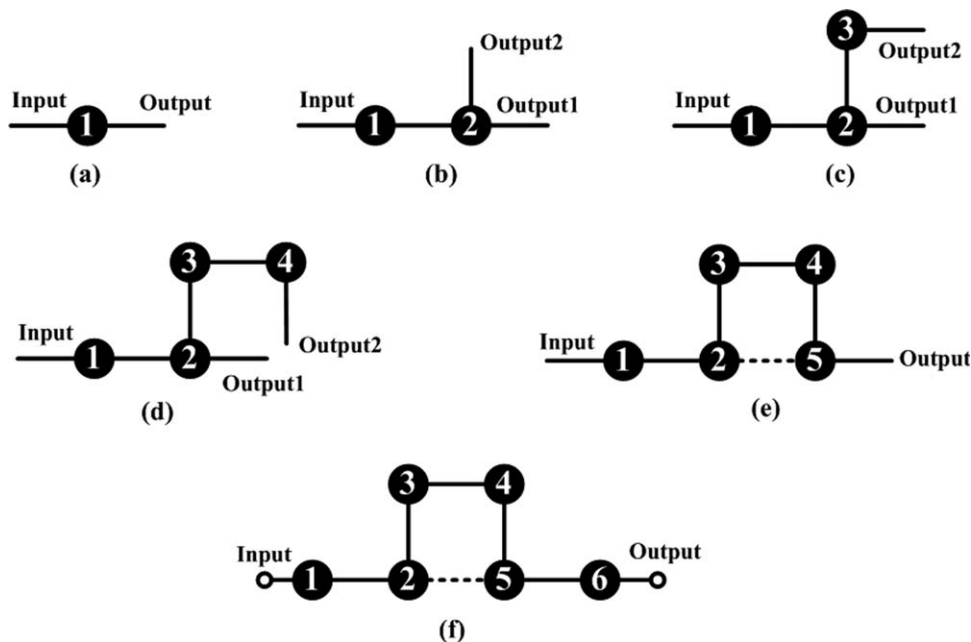 Input 1 Output
(a)
Output2
Input 1 2 Output1
(b)
3
Output2
Input 1 2 Output1
(c)
3 4
Input 1 2 Output2
Output1
(d)
3 4
Input 1 2 5 Output
(e)
3 4
Input 1 2 5 6 Output
(f)